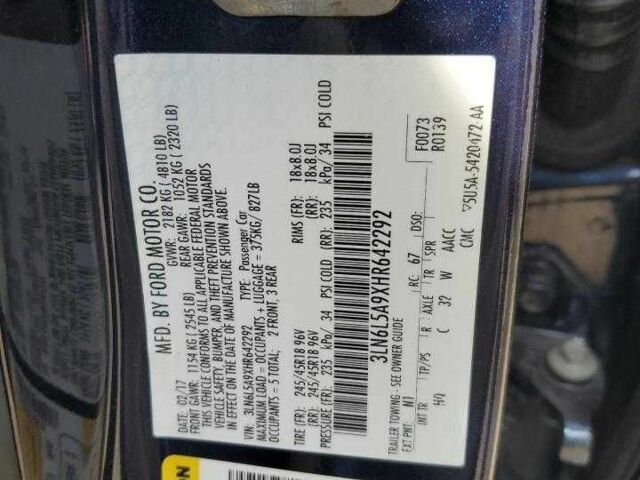 MFD. BY FORD MOTOR CO.
DATE: 02/17 GVWR: 2182 KG ( 4810 LB)
FRONT GAWR: 1154 KG ( 2545 LB) REAR GAWR: 1052 KG ( 2320 LB)
THIS VEHICLE CONFORMS TO ALL APPLICABLE FEDERAL MOTOR
VEHICLE SAFETY, BUMPER, AND THEFT PREVENTION STANDARDS
IN EFFECT ON THE DATE OF MANUFACTURE SHOWN ABOVE.
VIN: 3LN6L5A9XHR642292 TYPE: Passenger Car
MAXIMUM LOAD = OCCUPANTS + LUGGAGE = 375KG/ 827LB
OCCUPANTS = 5 TOTAL; 2 FRONT, 3 REAR
TIRE (FR): 245/45R18 96V RIMS (FR): 18x8.0J
(RR): 245/45R18 96V (RR): 18x8.0J
PRESSURE (FR): 235 kPa/ 34 (RR): 235 kPa/ 34 PSI COLD
PSI COLD
3LN6L5A9XHR642292
F0073
R0139
TRAILER TOWING - SEE OWNER GUIDE
EXT PNT: N1 RC: 67 DSO:
INT TR TP/PS R AXLE TR SPR
H9 C 32 W AACC
CMC
▽5U5A-5420472-AA